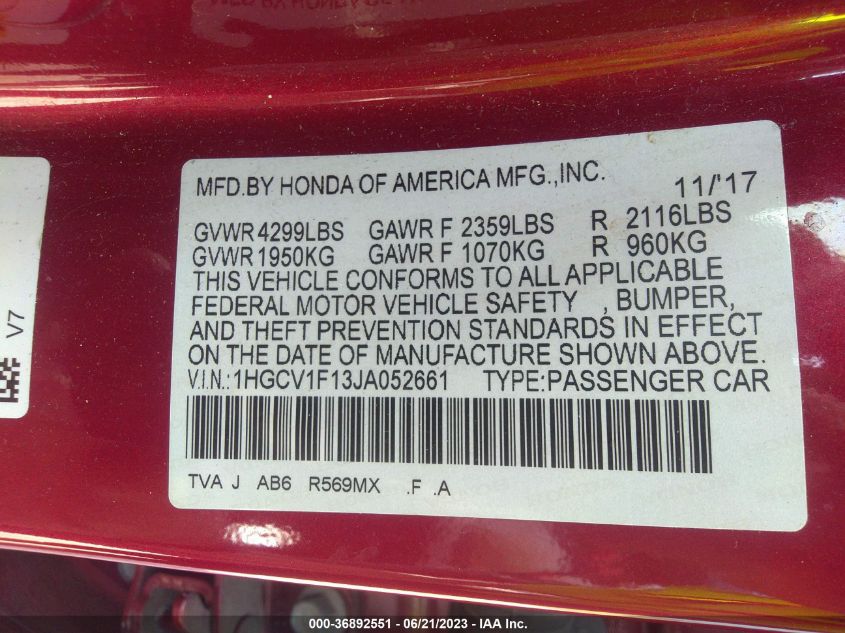 MFD.BY HONDA OF AMERICA MFG.,INC. 11/'17
GVWR 4299LBS GAWR F 2359LBS R 2116LBS
GVWR 1950KG GAWR F 1070KG R 960KG
THIS VEHICLE CONFORMS TO ALL APPLICABLE
FEDERAL MOTOR VEHICLE SAFETY , BUMPER,
AND THEFT PREVENTION STANDARDS IN EFFECT
ON THE DATE OF MANUFACTURE SHOWN ABOVE.
V.I.N.:1HGCV1F13JA052661 TYPE:PASSENGER CAR
TVA J AB6 R569MX .F .A
V7
000-36892551 - 06/21/2023 - © IAA Inc.